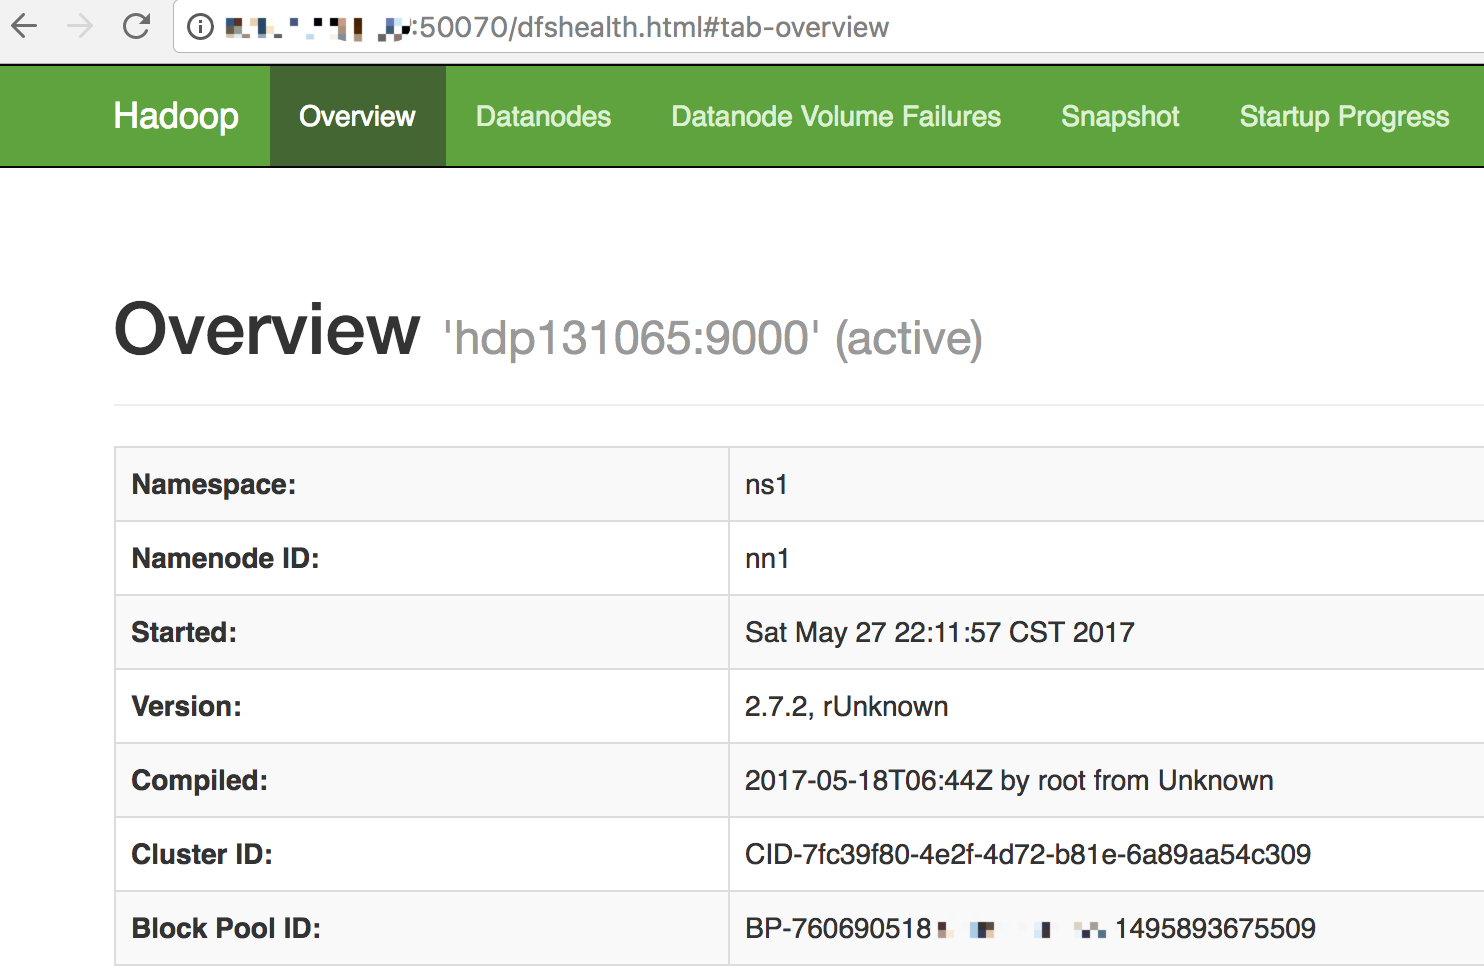 :50070/dfshealth.html#tab-overview
Hadoop Overview Datanodes Datanode Volume Failures Snapshot Startup Progress
Overview 'hdp131065:9000' (active)
Namespace: ns1
Namenode ID: nn1
Started: Sat May 27 22:11:57 CST 2017
Version: 2.7.2, rUnknown
Compiled: 2017-05-18T06:44Z by root from Unknown
Cluster ID: CID-7fc39f80-4e2f-4d72-b81e-6a89aa54c309
Block Pool ID: BP-760690518 1495893675509